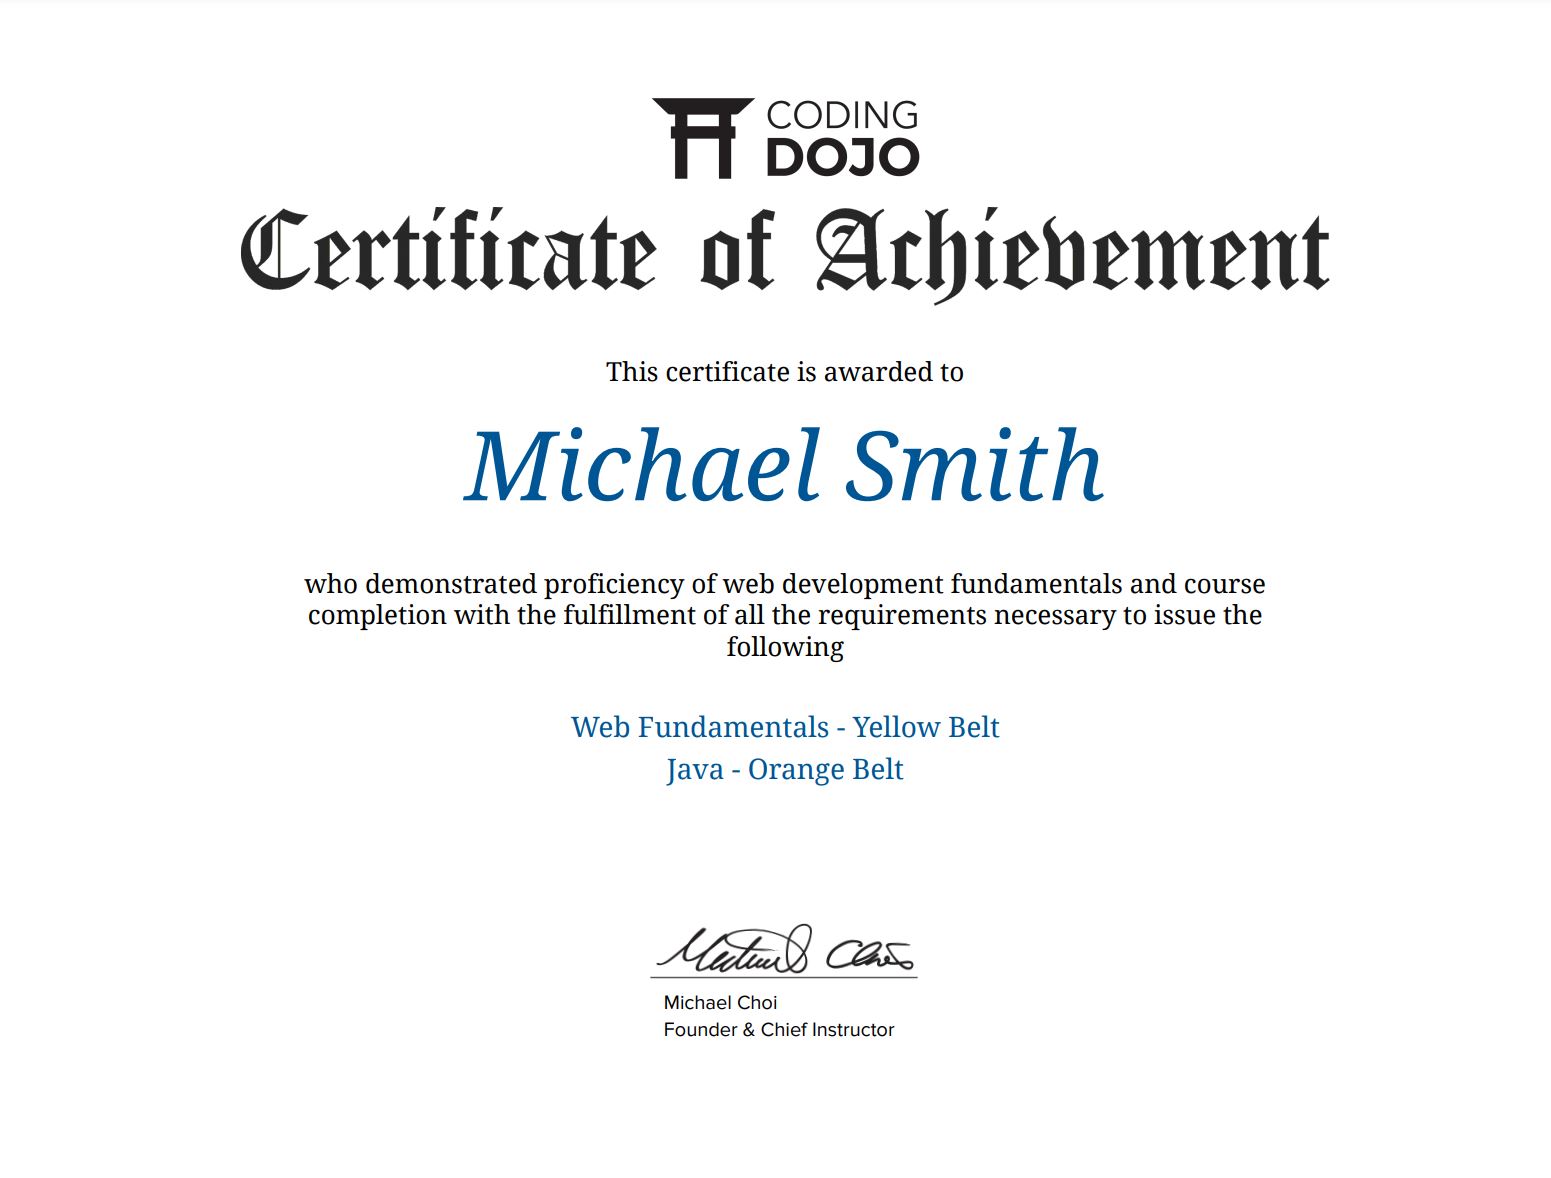 CODING
DOJO
Certificate of Achievement
This certificate is awarded to
Michael Smith
who demonstrated proficiency of web development fundamentals and course
completion with the fulfillment of all the requirements necessary to issue the
following
Web Fundamentals - Yellow Belt
Java - Orange Belt
Michael Choi
Michael Choi
Founder & Chief Instructor